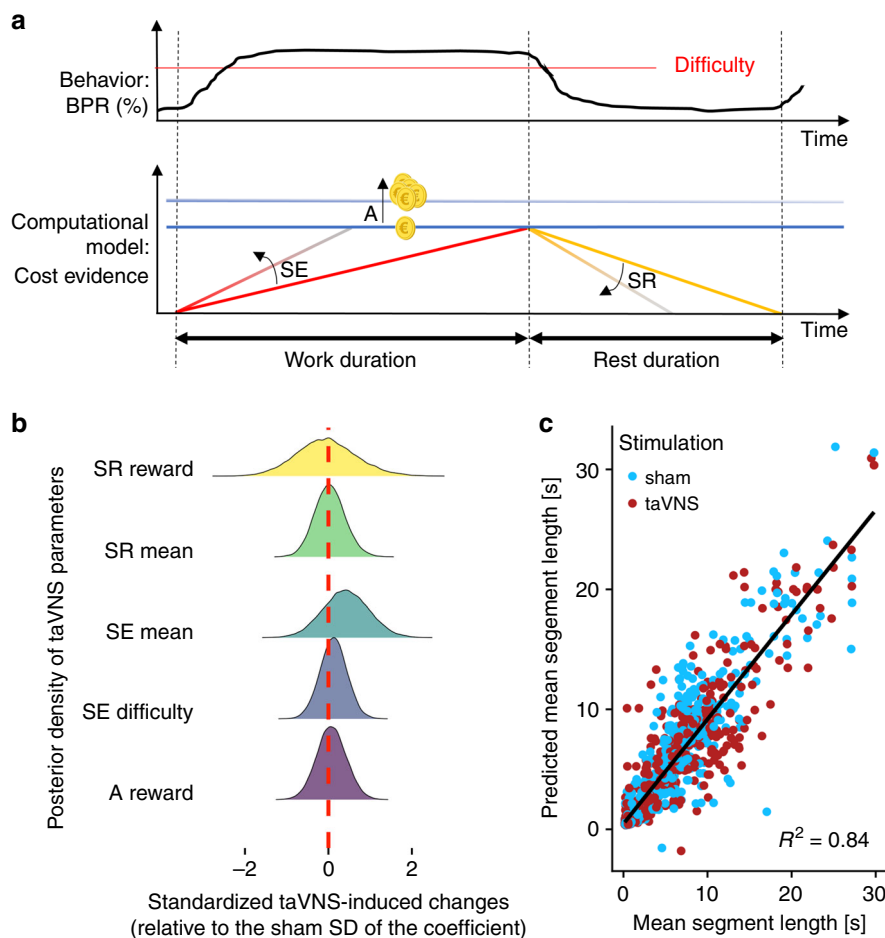 a
Behavior:
BPR (%)
Difficulty
Time
Computational
model:
Cost evidence
A
€
€
SE
SR
Time
Work duration
Rest duration
b
Posterior density of taVNS parameters
SR reward
SR mean
SE mean
SE difficulty
A reward
−2
0
2
Standardized taVNS-induced changes
(relative to the sham SD of the coefficient)
c
Stimulation
sham
taVNS
Predicted mean segement length [s]
30
20
10
0
R² = 0.84
0
10
20
30
Mean segment length [s]